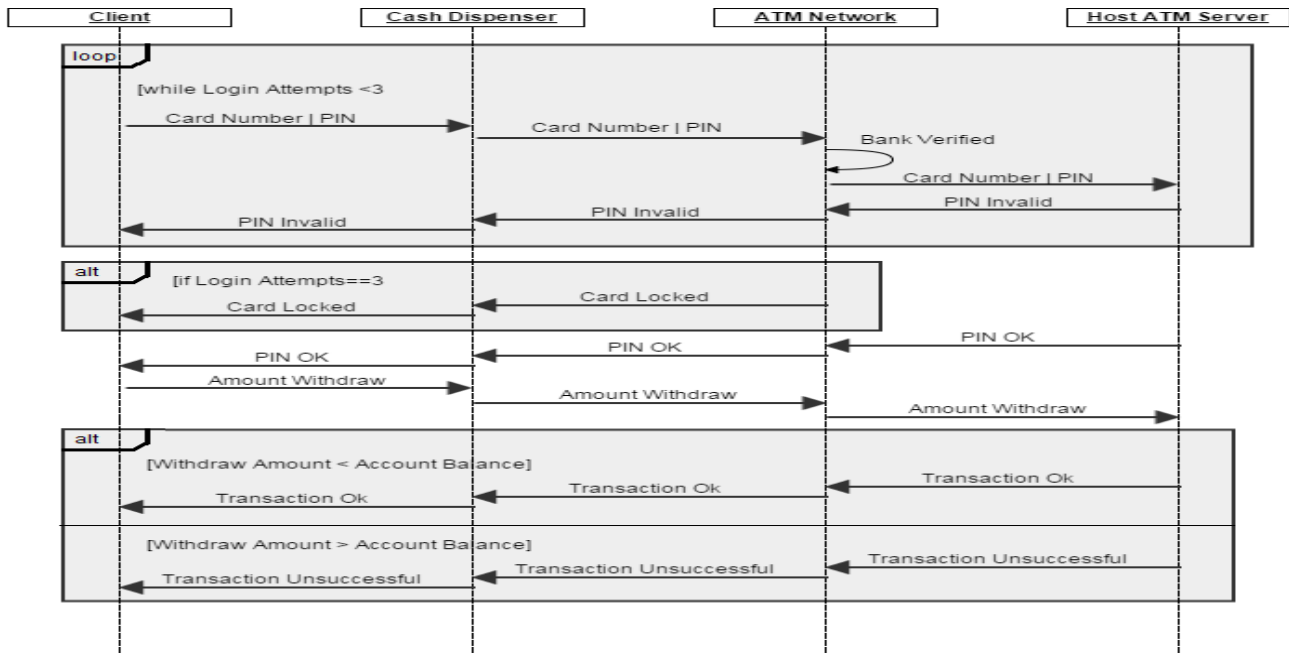 Client
Cash Dispenser
ATM Network
Host ATM Server
loop
[while Login Attempts <3
Card Number | PIN
Card Number | PIN
Bank Verified
Card Number | PIN
PIN Invalid
PIN Invalid
PIN Invalid
alt
[if Login Attempts==3
Card Locked
Card Locked
PIN OK
PIN OK
PIN OK
Amount Withdraw
Amount Withdraw
Amount Withdraw
alt
[Withdraw Amount < Account Balance]
Transaction Ok
Transaction Ok
Transaction Ok
[Withdraw Amount > Account Balance]
Transaction Unsuccessful
Transaction Unsuccessful
Transaction Unsuccessful